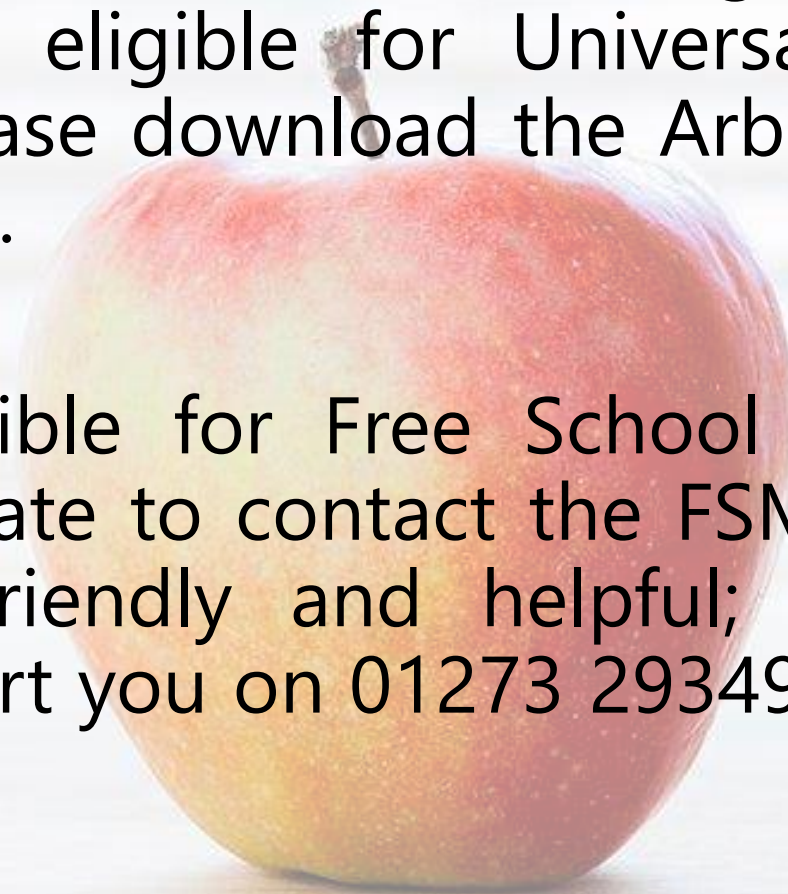 eligible for Universa
ase download the Arb
.
ible for Free School
ate to contact the FSM
riendly and helpful;
rt you on 01273 29349